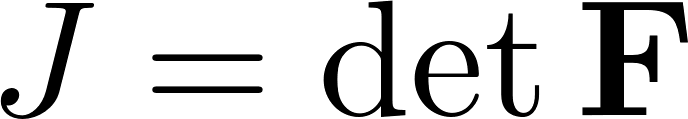 J = det F